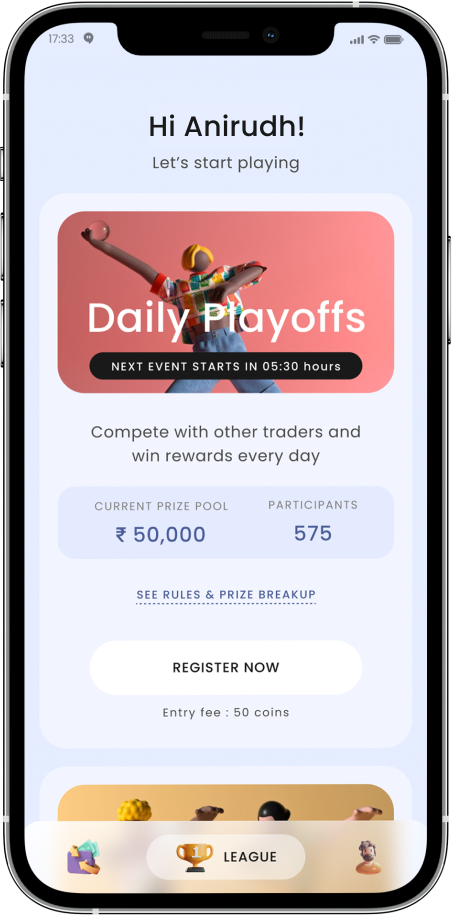 17:33
Hi Anirudh!
Let’s start playing
Daily Playoffs
NEXT EVENT STARTS IN 05:30 hours
Compete with other traders and
win rewards every day
CURRENT PRIZE POOL PARTICIPANTS
₹ 50,000 575
SEE RULES & PRIZE BREAKUP
REGISTER NOW
Entry fee : 50 coins
1 LEAGUE